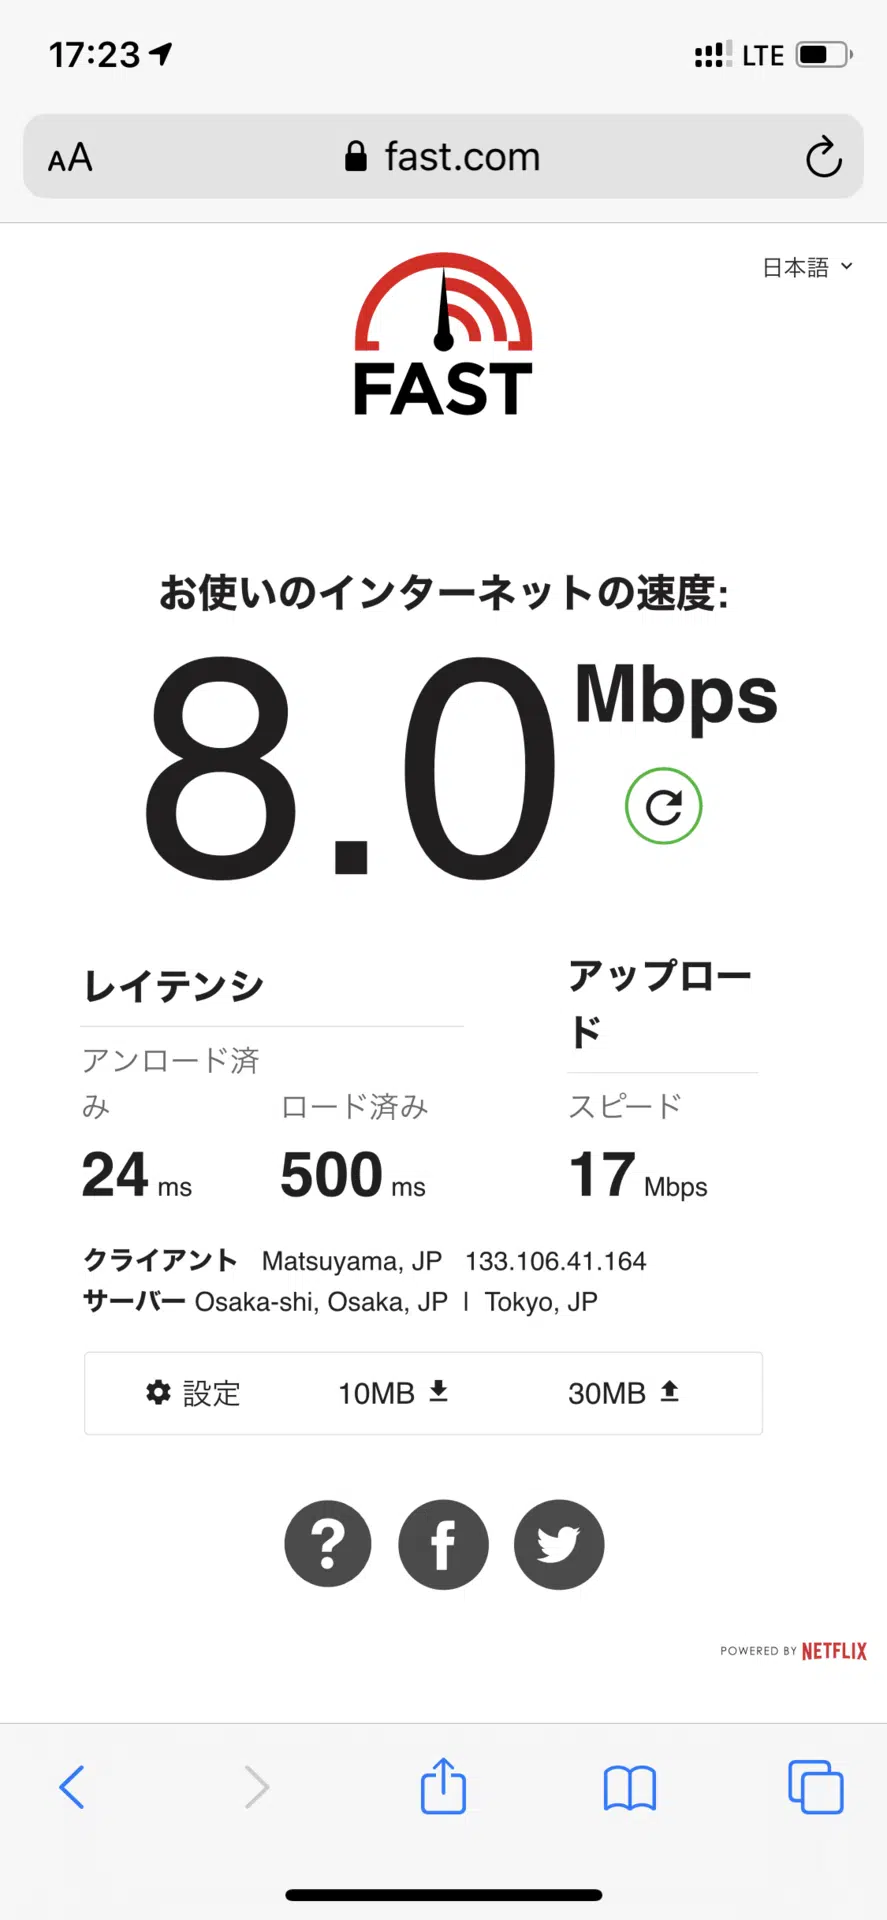 17:23
LTE
AA
fast.com
日本語
FAST
お使いのインターネットの速度:
8.0 Mbps
レイテンシ
アップロー
ド
アンロード済
み
ロード済み
スピード
24 ms
500 ms
17 Mbps
クライアント Matsuyama, JP 133.106.41.164
サーバー Osaka-shi, Osaka, JP | Tokyo, JP
設定
10MB
30MB
?
f
POWERED BY NETFLIX